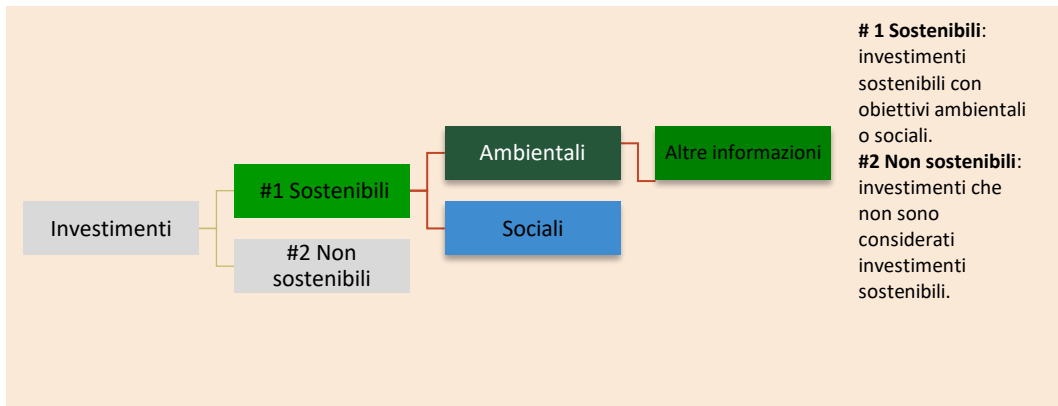 Investimenti
#1 Sostenibili
#2 Non
sostenibili
Ambientali
Sociali
Altre informazioni
# 1 Sostenibili:
investimenti
sostenibili con
obiettivi ambientali
o sociali.
#2 Non sostenibili:
investimenti che
non sono
considerati
investimenti
sostenibili.